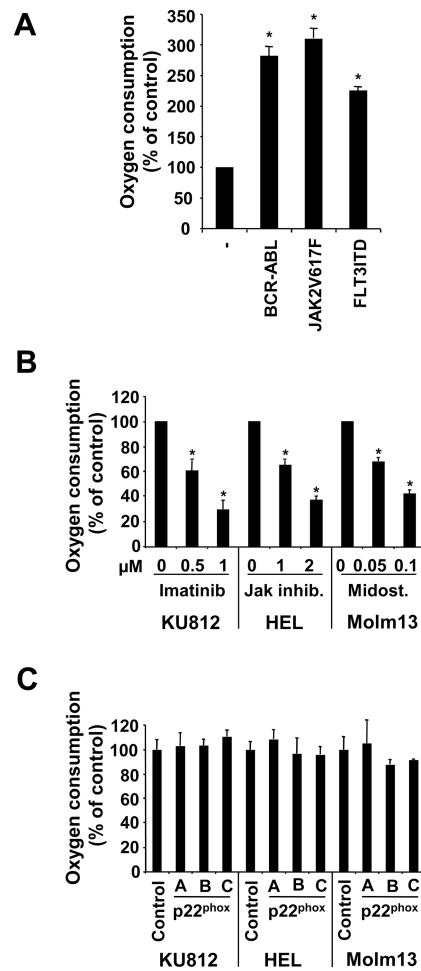 A
Oxygen consumption
(% of control)
350
300
250
200
150
100
50
0
*
*
*
-
BCR-ABL
JAK2V617F
FLT3ITD
B
Oxygen consumption
(% of control)
120
100
80
60
40
20
0
*
*
*
*
*
*
µM 0 0.5 1 0 1 2 0 0.05 0.1
Imatinib Jak inhib. Midost.
KU812 HEL Molm13
C
Oxygen consumption
(% of control)
120
100
80
60
40
20
0
Control A B C Control A B C Control A B C
p22phox p22phox p22phox
KU812 HEL Molm13